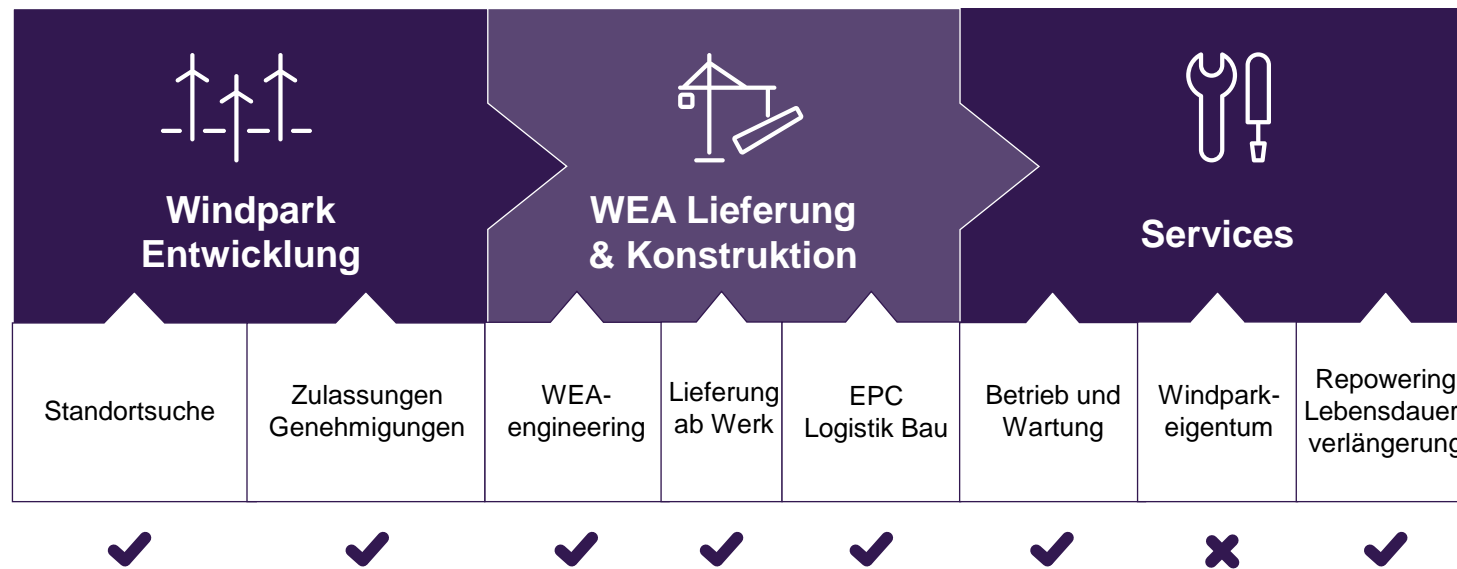 Windpark
Entwicklung
WEA Lieferung
& Konstruktion
Services
Standortsuche
Zulassungen
Genehmigungen
WEA-
engineering
Lieferung
ab Werk
EPC
Logistik Bau
Betrieb und
Wartung
Windpark-
eigentum
Repowering
Lebensdauer
verlängerung